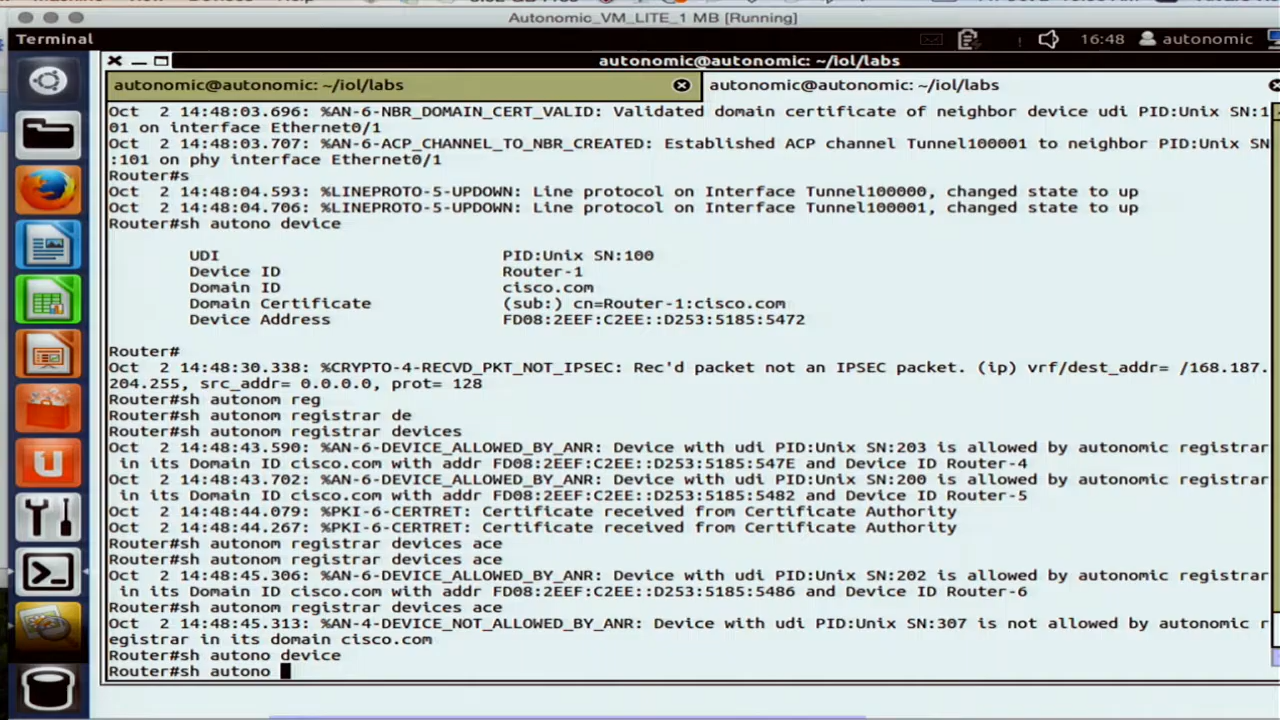 Autonomic_VM_LITE_1 MB [Running]
Terminal
16:48
autonomic
autonomic@autonomic: ~/iol/labs
autonomic@autonomic: ~/iol/labs
autonomic@autonomic: ~/iol/labs
Oct  2 14:48:03.696: %AN-6-NBR_DOMAIN_CERT_VALID: Validated domain certificate of neighbor device udi PID:Unix SN:1
01 on interface Ethernet0/1
Oct  2 14:48:03.707: %AN-6-ACP_CHANNEL_TO_NBR_CREATED: Established ACP channel Tunnel100001 to neighbor PID:Unix SN
:101 on phy interface Ethernet0/1
Router#s
Oct  2 14:48:04.593: %LINEPROTO-5-UPDOWN: Line protocol on Interface Tunnel100000, changed state to up
Oct  2 14:48:04.706: %LINEPROTO-5-UPDOWN: Line protocol on Interface Tunnel100001, changed state to up
Router#sh autono device
UDI PID:Unix SN:100
Device ID Router-1
Domain ID cisco.com
Domain Certificate (sub:) cn=Router-1:cisco.com
Device Address FD08:2EEF:C2EE::D253:5185:5472
Router#
Oct  2 14:48:30.338: %CRYPTO-4-RECVD_PKT_NOT_IPSEC: Rec'd packet not an IPSEC packet. (ip) vrf/dest_addr= /168.187.
204.255, src_addr= 0.0.0.0, prot= 128
Router#sh autonom reg
Router#sh autonom registrar de
Router#sh autonom registrar devices
Oct  2 14:48:43.590: %AN-6-DEVICE_ALLOWED_BY_ANR: Device with udi PID:Unix SN:203 is allowed by autonomic registrar
in its Domain ID cisco.com with addr FD08:2EEF:C2EE::D253:5185:547E and Device ID Router-4
Oct  2 14:48:43.702: %AN-6-DEVICE_ALLOWED_BY_ANR: Device with udi PID:Unix SN:200 is allowed by autonomic registrar
in its Domain ID cisco.com with addr FD08:2EEF:C2EE::D253:5185:5482 and Device ID Router-5
Oct  2 14:48:44.079: %PKI-6-CERTRET: Certificate received from Certificate Authority
Oct  2 14:48:44.267: %PKI-6-CERTRET: Certificate received from Certificate Authority
Router#sh autonom registrar devices ace
Router#sh autonom registrar devices ace
Oct  2 14:48:45.306: %AN-6-DEVICE_ALLOWED_BY_ANR: Device with udi PID:Unix SN:202 is allowed by autonomic registrar
in its Domain ID cisco.com with addr FD08:2EEF:C2EE::D253:5185:5486 and Device ID Router-6
Router#sh autonom registrar devices ace
Oct  2 14:48:45.313: %AN-4-DEVICE_NOT_ALLOWED_BY_ANR: Device with udi PID:Unix SN:307 is not allowed by autonomic r
egistrar in its domain cisco.com
Router#sh autono device
Router#sh autono